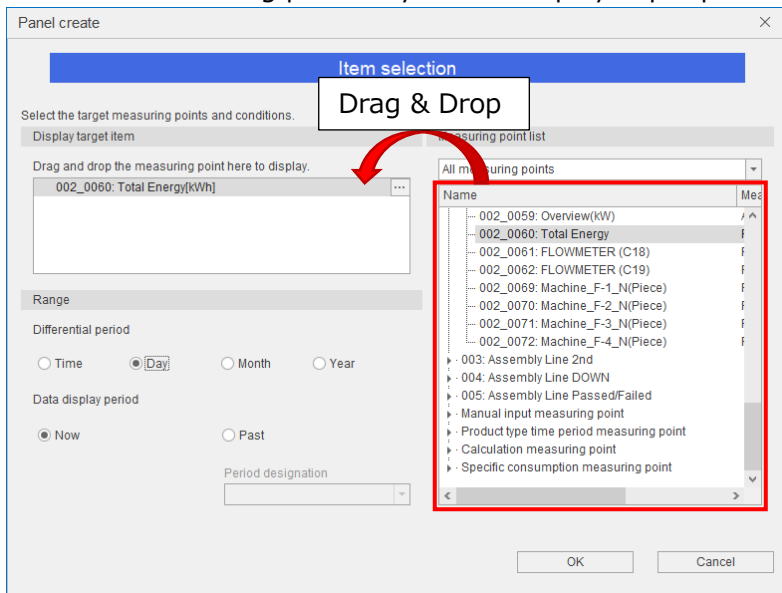 Panel create
Item selection
Drag & Drop
Select the target measuring points and conditions.
Display target item
Measuring point list
Drag and drop the measuring point here to display.
All measuring points
002_0060: Total Energy[kWh]
...
Name
Mea
002_0059: Overview(kW)
002_0060: Total Energy
002_0061: FLOWMETER (C18)
002_0062: FLOWMETER (C19)
002_0069: Machine_F-1_N(Piece)
002_0070: Machine_F-2_N(Piece)
002_0071: Machine_F-3_N(Piece)
002_0072: Machine_F-4_N(Piece)
003: Assembly Line 2nd
004: Assembly Line DOWN
005: Assembly Line Passed/Failed
Manual input measuring point
Product type time period measuring point
Calculation measuring point
Specific consumption measuring point
Range
Differential period
Time Day Month Year
Data display period
Now Past
Period designation
OK Cancel